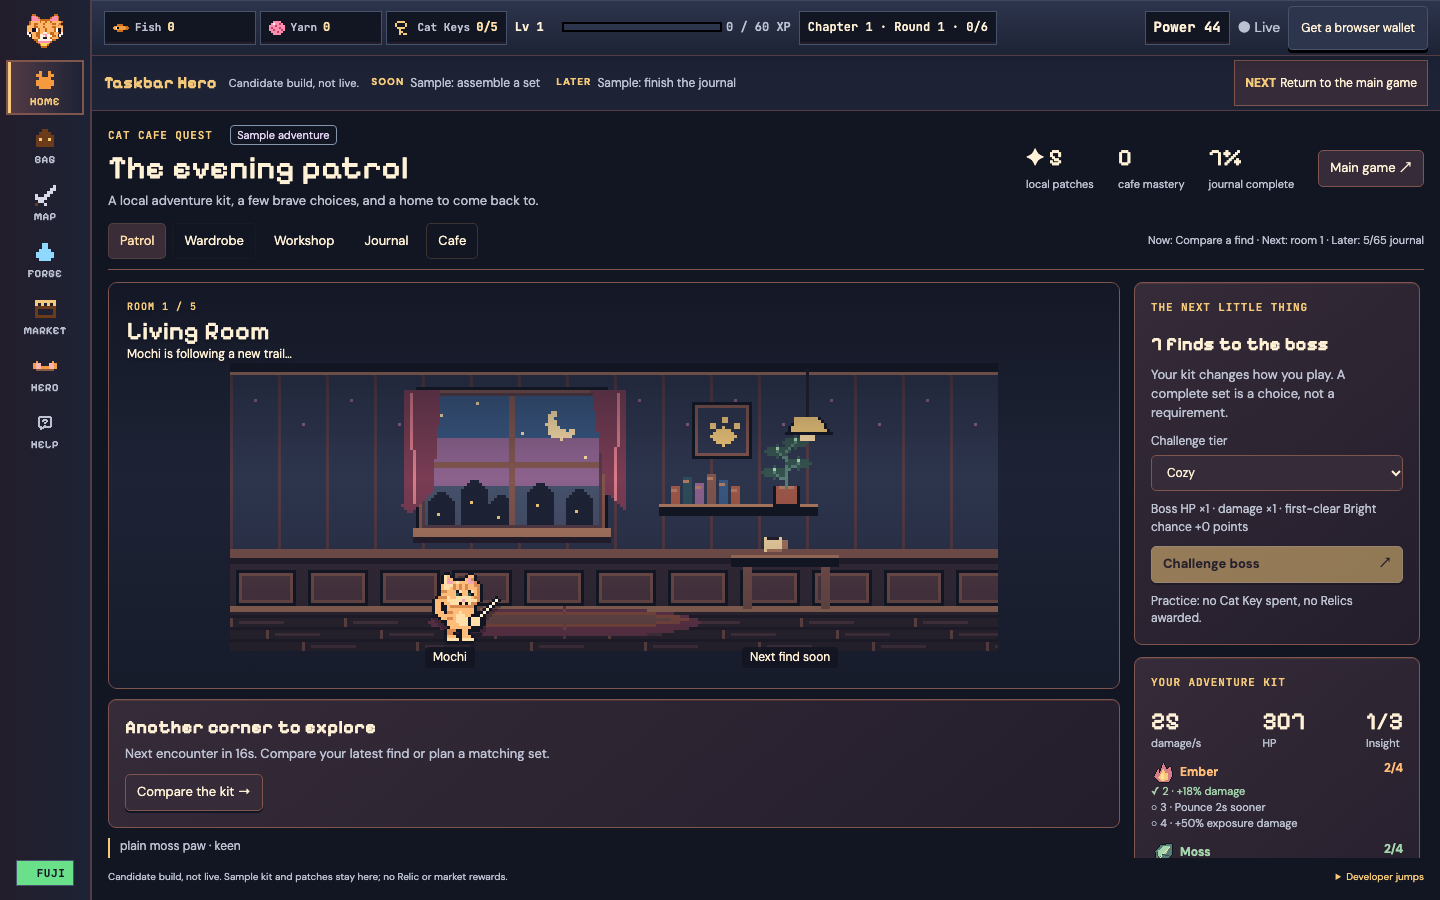 Fish 0
Yarn 0
Cat Keys 0/5
Lv 1
0 / 60 XP
Chapter 1 · Round 1 · 0/6
Power 44
Live
Get a browser wallet
HOME
BAG
MAP
FORGE
MARKET
HERO
HELP
FUJI
Taskbar Hero
Candidate build, not live.
SOON Sample: assemble a set
LATER Sample: finish the journal
NEXT Return to the main game
CAT CAFE QUEST
Sample adventure
The evening patrol
A local adventure kit, a few brave choices, and a home to come back to.
✦ 8
local patches
0
cafe mastery
7%
journal complete
Main game ↗
Patrol
Wardrobe
Workshop
Journal
Cafe
Now: Compare a find · Next: room 1 · Later: 5/65 journal
ROOM 1 / 5
Living Room
Mochi is following a new trail...
Mochi
Next find soon
Another corner to explore
Next encounter in 16s. Compare your latest find or plan a matching set.
Compare the kit →
plain moss paw · keen
THE NEXT LITTLE THING
7 finds to the boss
Your kit changes how you play. A
complete set is a choice, not a
requirement.
Challenge tier
Cozy
Boss HP ×1 · damage ×1 · first-clear Bright
chance +0 points
Challenge boss ↗
Practice: no Cat Key spent, no Relics
awarded.
YOUR ADVENTURE KIT
28
damage/s
307
HP
1/3
Insight
Ember 2/4
✓ 2 · +18% damage
○ 3 · Pounce 2s sooner
○ 4 · +50% exposure damage
Moss 2/4
Candidate build, not live. Sample kit and patches stay here; no Relic or market rewards.
▶ Developer jumps